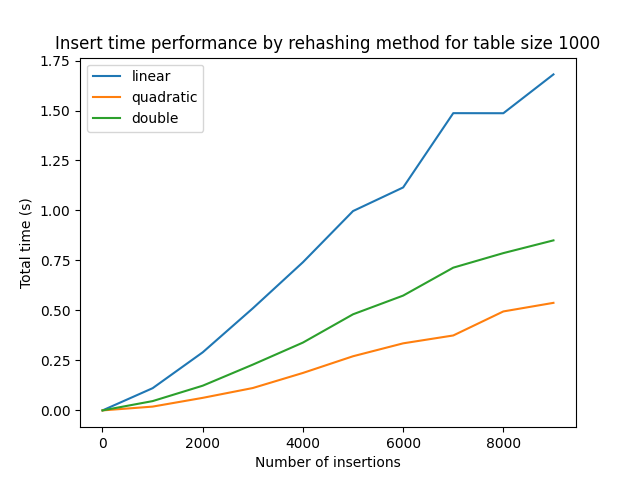 Insert time performance by rehashing method for table size 1000
1.75
1.50
1.25
1.00
0.75
0.50
0.25
0.00
Total time (s)
linear
quadratic
double
0 2000 4000 6000 8000
Number of insertions